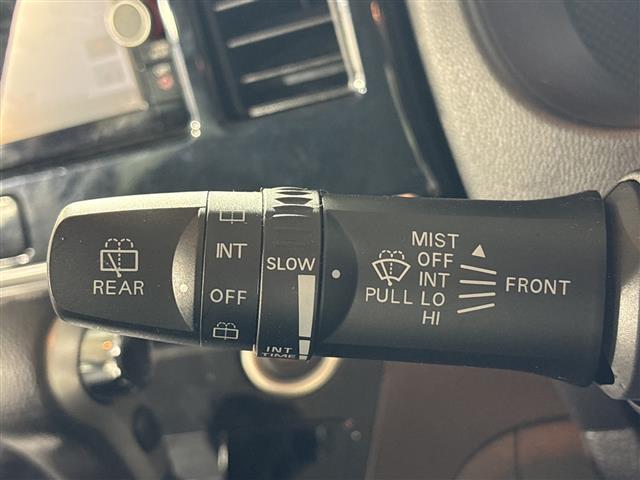 REAR
INT
OFF
SLOW
INT
TIME
PULL
MIST
OFF
INT
LO
HI
FRONT